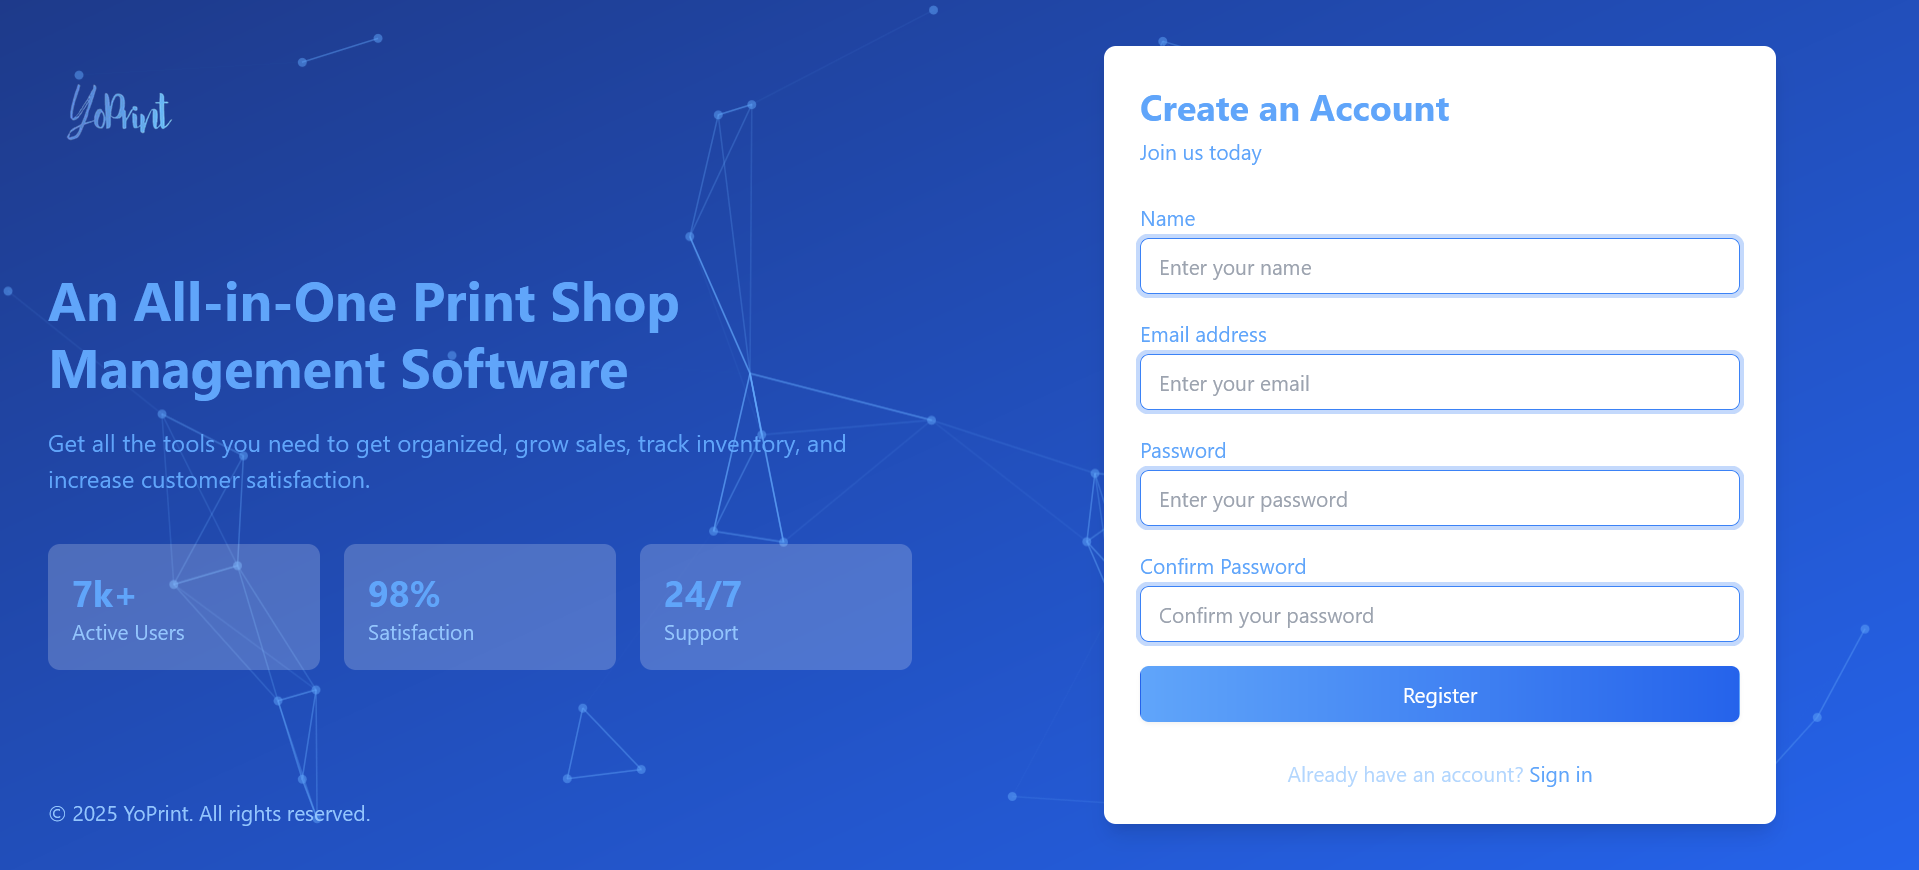 YoPrint
An All-in-One Print Shop
Management Software
Get all the tools you need to get organized, grow sales, track inventory, and
increase customer satisfaction.
7k+
Active Users
98%
Satisfaction
24/7
Support
© 2025 YoPrint. All rights reserved.
Create an Account
Join us today
Name
Enter your name
Email address
Enter your email
Password
Enter your password
Confirm Password
Confirm your password
Register
Already have an account? Sign in